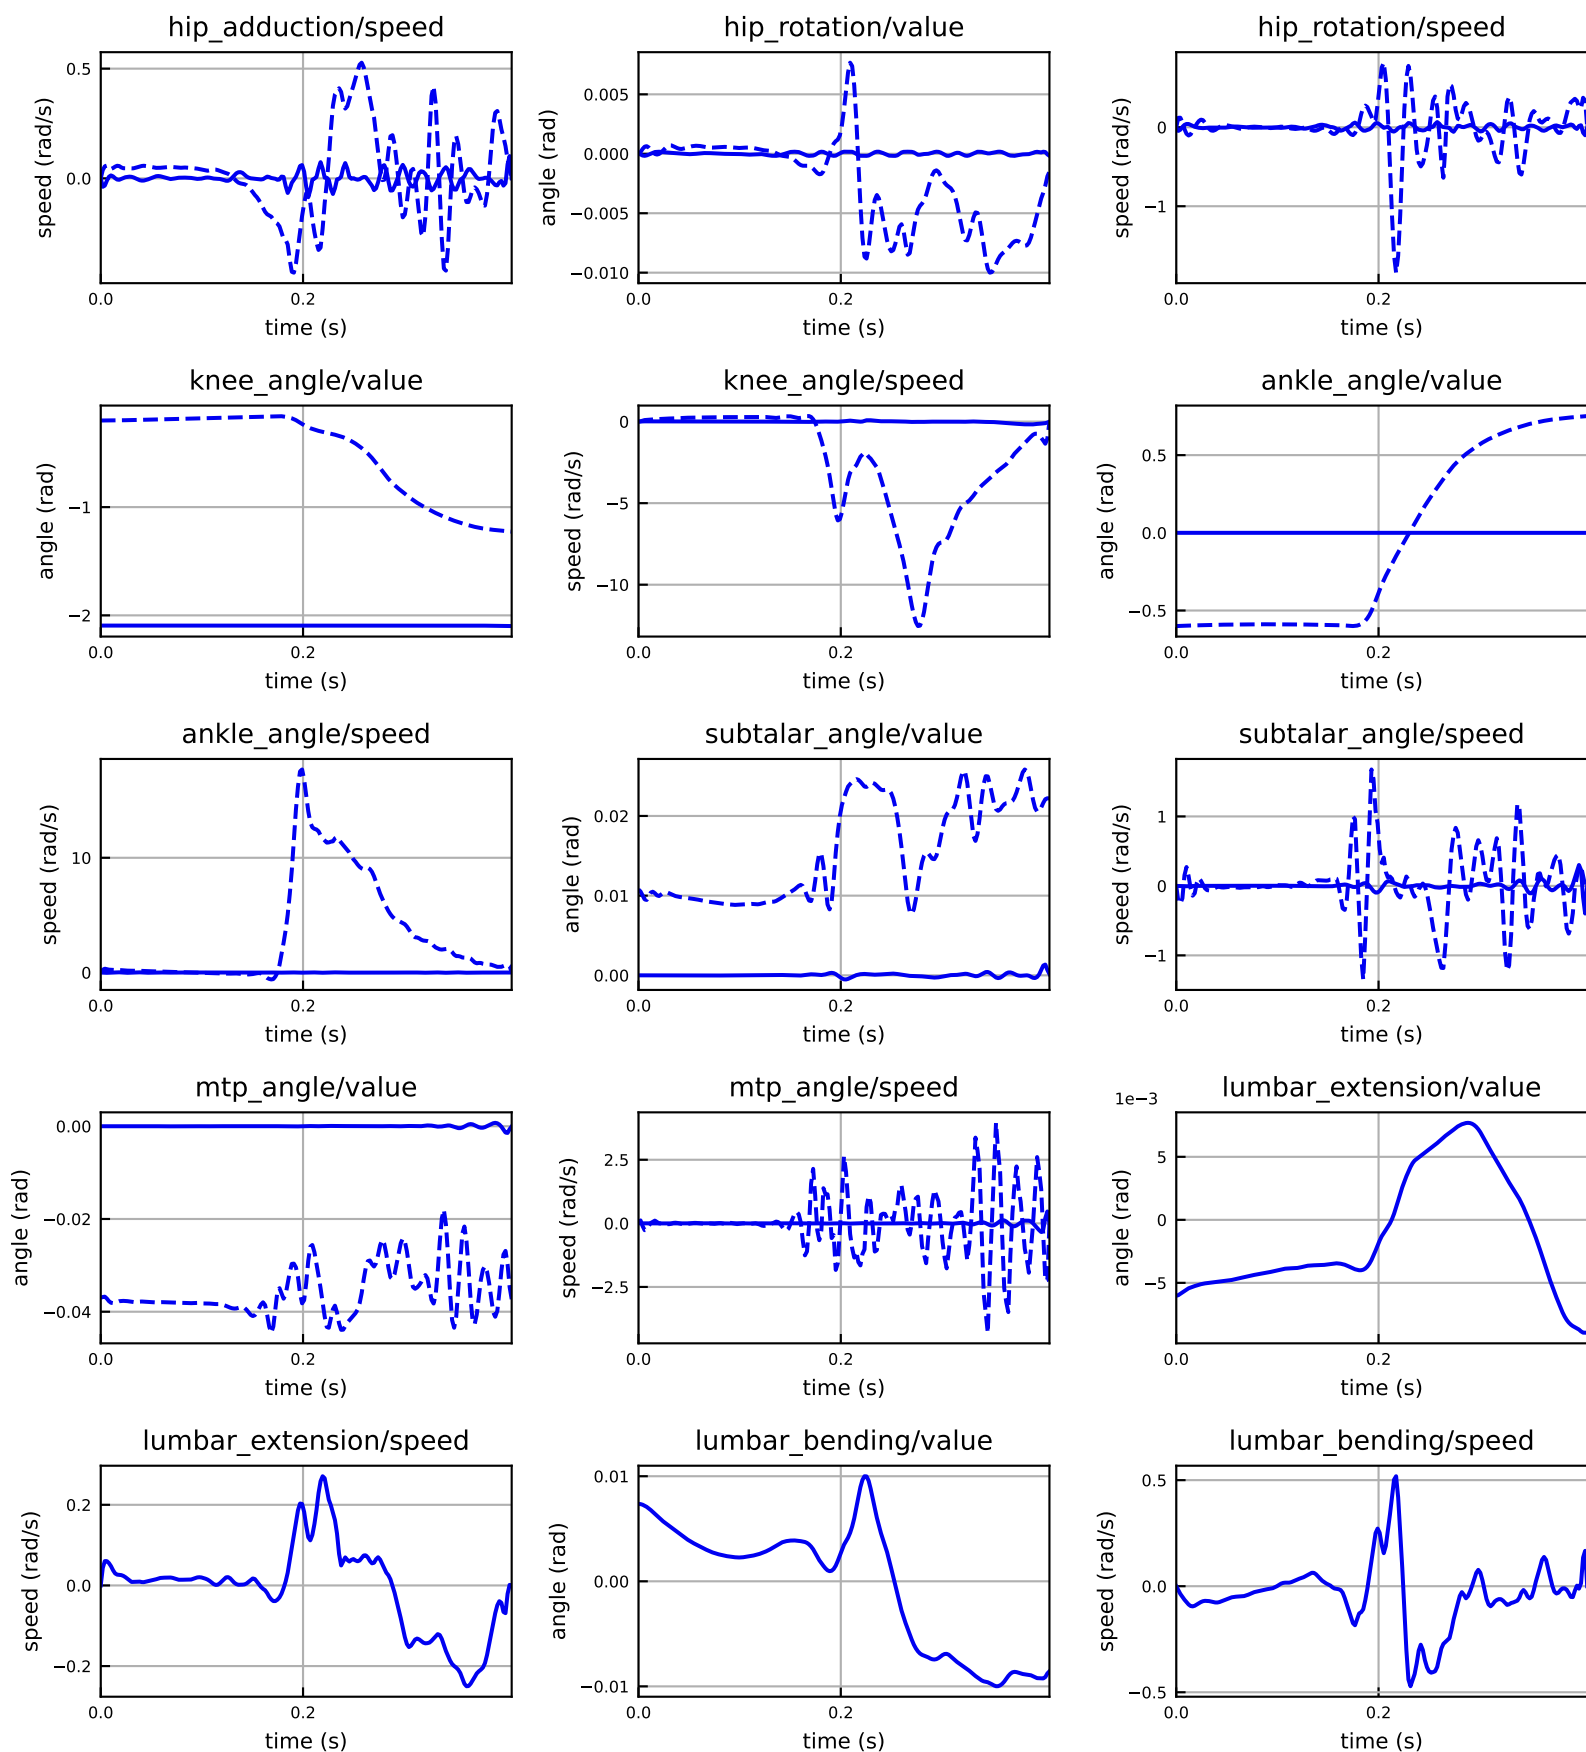 hip_adduction/speed
hip_rotation/value
hip_rotation/speed
speed (rad/s)
0.5
0.0
0.0
0.2
time (s)
angle (rad)
0.005
0.000
−0.005
−0.010
0.0
0.2
time (s)
speed (rad/s)
0
−1
0.0
0.2
time (s)
knee_angle/value
knee_angle/speed
ankle_angle/value
angle (rad)
−1
−2
0.0
0.2
time (s)
speed (rad/s)
0
−5
−10
0.0
0.2
time (s)
angle (rad)
0.5
0.0
−0.5
0.0
0.2
time (s)
ankle_angle/speed
subtalar_angle/value
subtalar_angle/speed
speed (rad/s)
10
0
0.0
0.2
time (s)
angle (rad)
0.02
0.01
0.00
0.0
0.2
time (s)
speed (rad/s)
1
0
−1
0.0
0.2
time (s)
mtp_angle/value
mtp_angle/speed
lumbar_extension/value
angle (rad)
0.00
−0.02
−0.04
0.0
0.2
time (s)
speed (rad/s)
2.5
0.0
−2.5
0.0
0.2
time (s)
1e−3
angle (rad)
5
0
−5
0.0
0.2
time (s)
lumbar_extension/speed
lumbar_bending/value
lumbar_bending/speed
speed (rad/s)
0.2
0.0
−0.2
0.0
0.2
time (s)
angle (rad)
0.01
0.00
−0.01
0.0
0.2
time (s)
speed (rad/s)
0.5
0.0
−0.5
0.0
0.2
time (s)